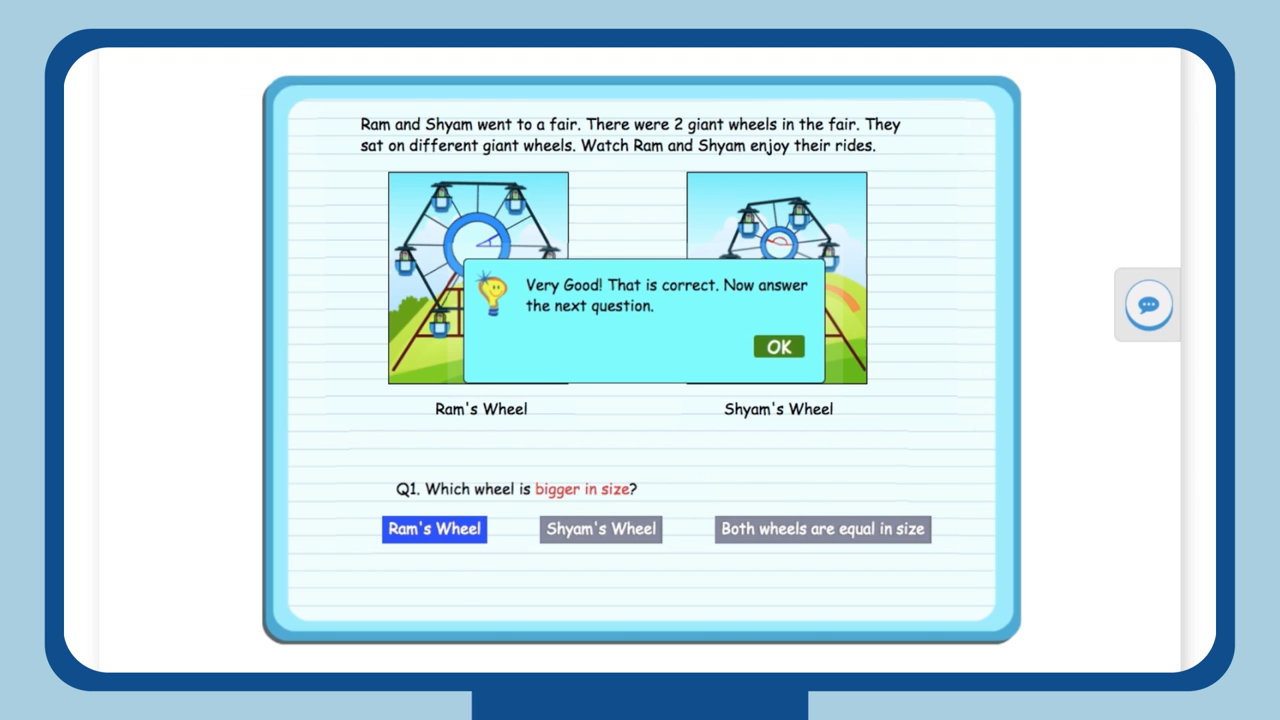 Ram and Shyam went to a fair. There were 2 giant wheels in the fair. They
sat on different giant wheels. Watch Ram and Shyam enjoy their rides.
Very Good! That is correct. Now answer
the next question.
OK
Ram's Wheel
Shyam's Wheel
Q1. Which wheel is bigger in size?
Ram's Wheel
Shyam's Wheel
Both wheels are equal in size